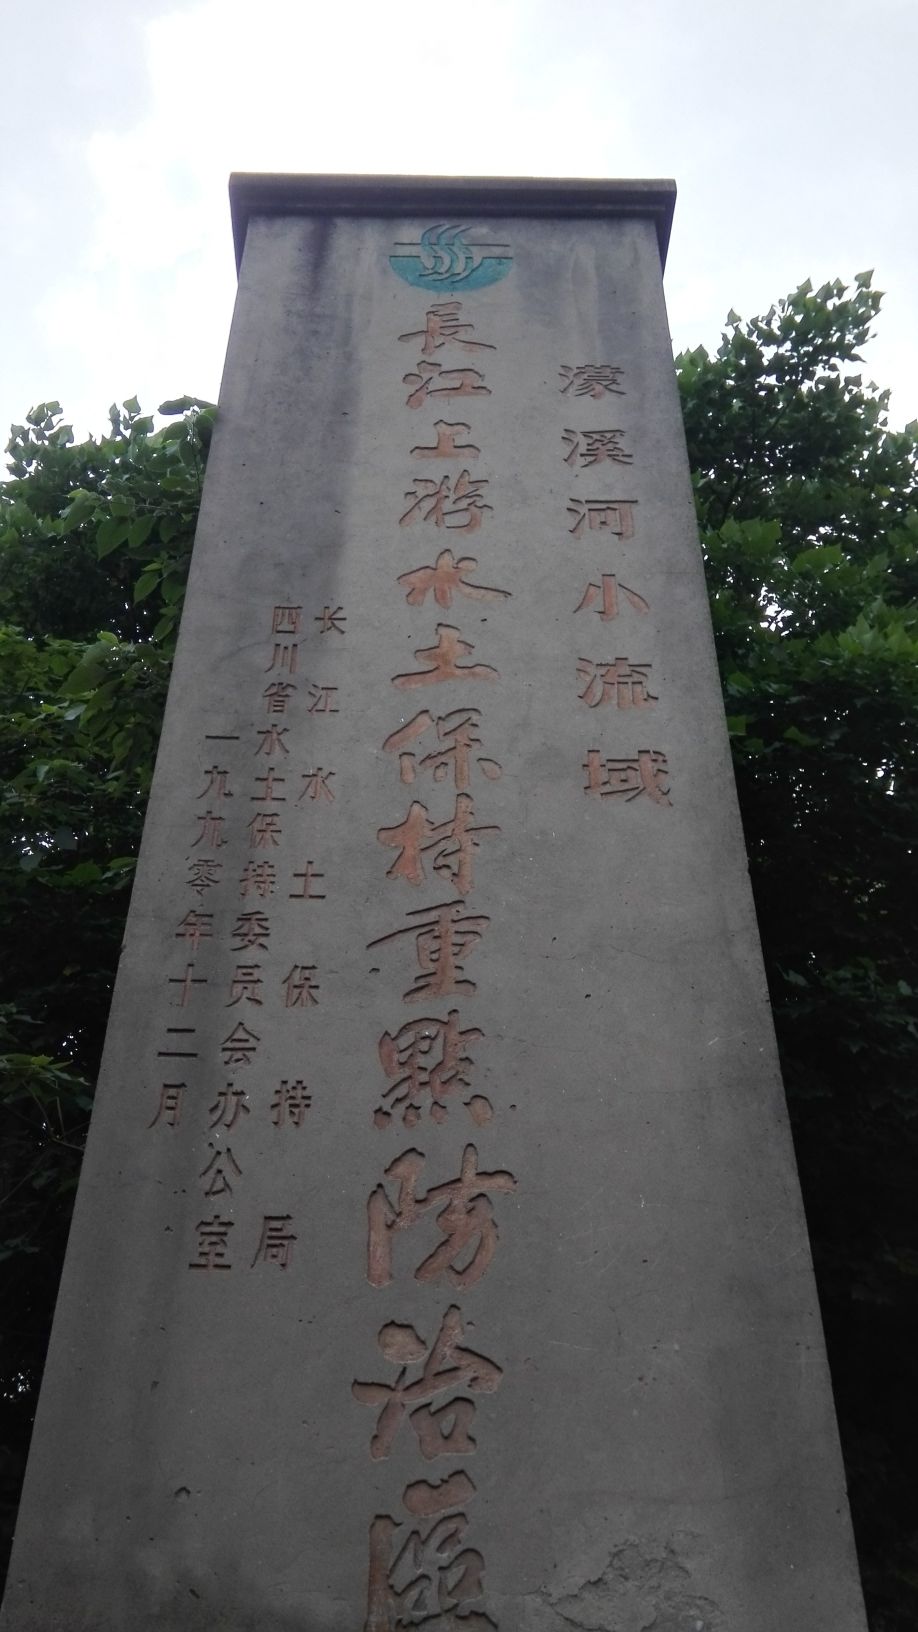 濛溪河小流域
長江上游水土保持重點防治區
长江水土保持局
四川省水土保持委员会办公室
一九九零年十二月